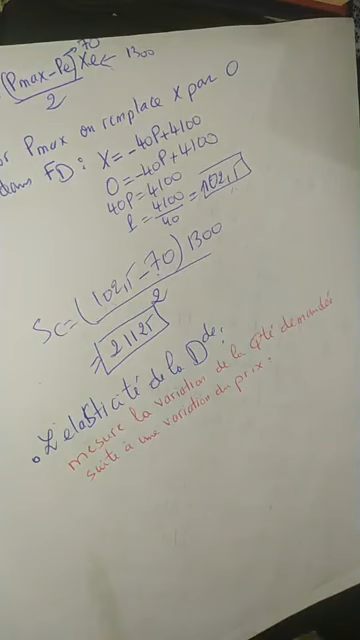 70
(Pmax-Pe)Xe ← 1300
2
Pmax on remplace X par 0
dans FD: X = -40P+4100
0 = -40P+4100
40P = 4100
P = 4100/40 = 102,5
Sc = (102,5-70)1300
2
= 21125
• L'élasticité de la Dde:
mesure la variation de la Qté demandée
suite à une variation du prix.